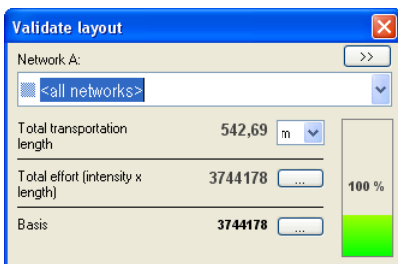 Validate layout
Network A:
>>
<all networks>
Total transportation
length
542,69
m
Total effort (intensity x
length)
3744178
...
100 %
Basis
3744178
...